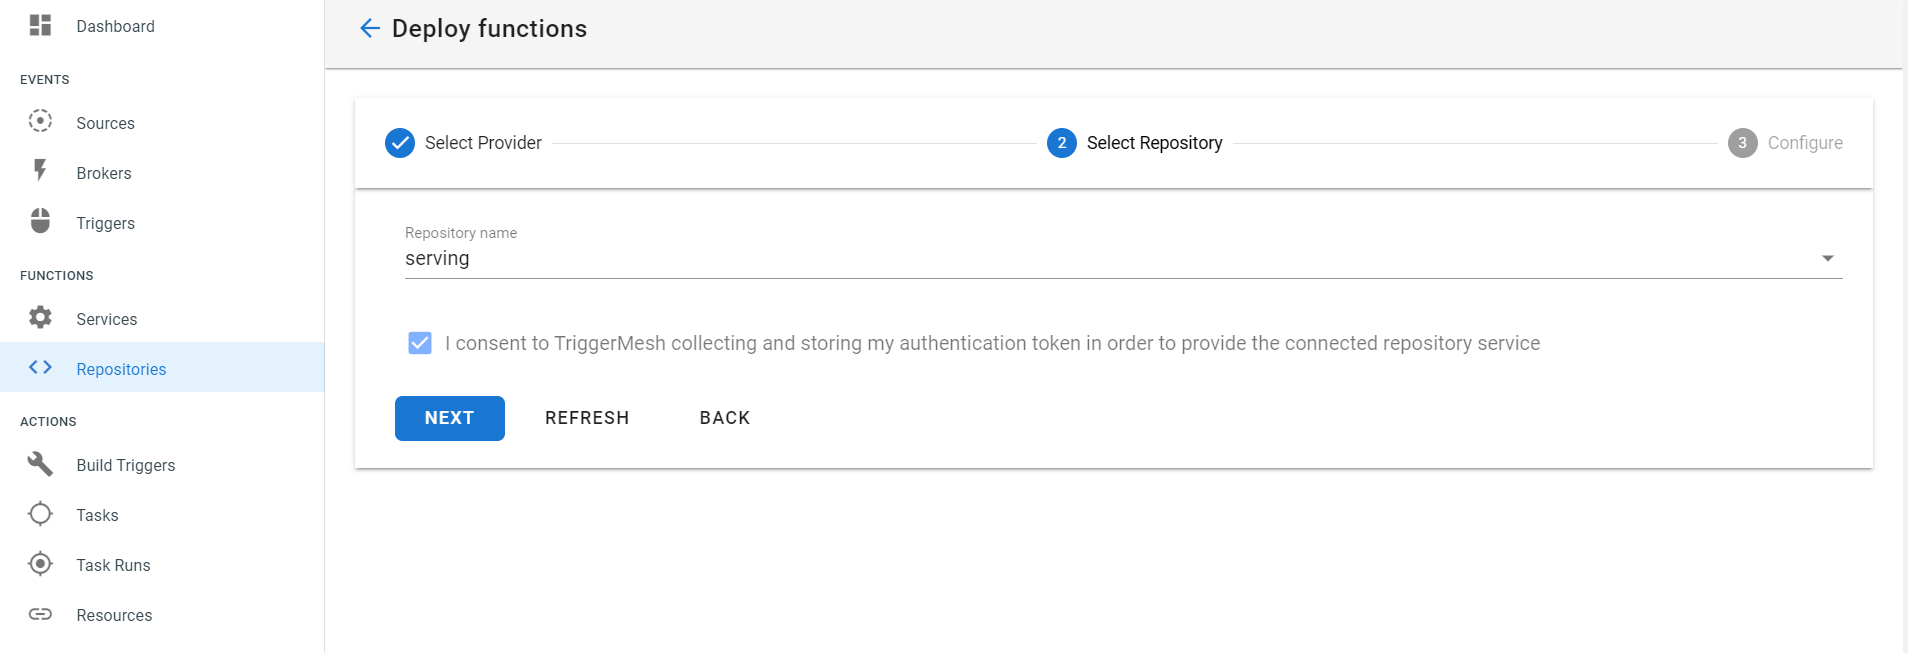 Dashboard
EVENTS
Sources
Brokers
Triggers
FUNCTIONS
Services
Repositories
ACTIONS
Build Triggers
Tasks
Task Runs
Resources
Deploy functions
Select Provider
2 Select Repository
3 Configure
Repository name
serving
I consent to TriggerMesh collecting and storing my authentication token in order to provide the connected repository service
NEXT REFRESH BACK